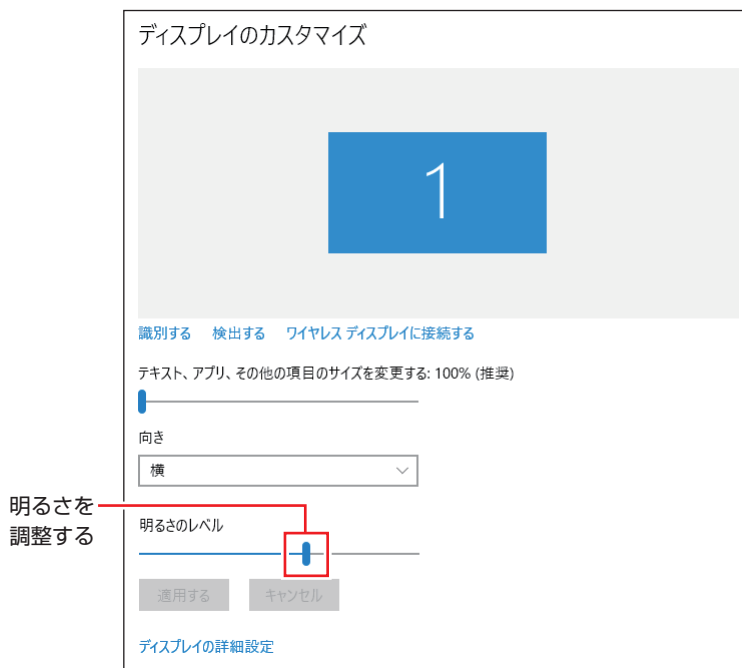 ディスプレイのカスタマイズ
1
識別する 検出する ワイヤレス ディスプレイに接続する
テキスト、アプリ、その他の項目のサイズを変更する: 100% (推奨)
向き
横
明るさを
調整する
明るさのレベル
適用する キャンセル
ディスプレイの詳細設定